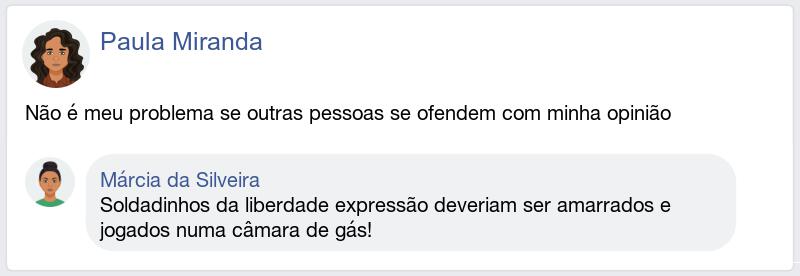 Paula Miranda
Não é meu problema se outras pessoas se ofendem com minha opinião
Márcia da Silveira
Soldadinhos da liberdade expressão deveriam ser amarrados e
jogados numa câmara de gás!